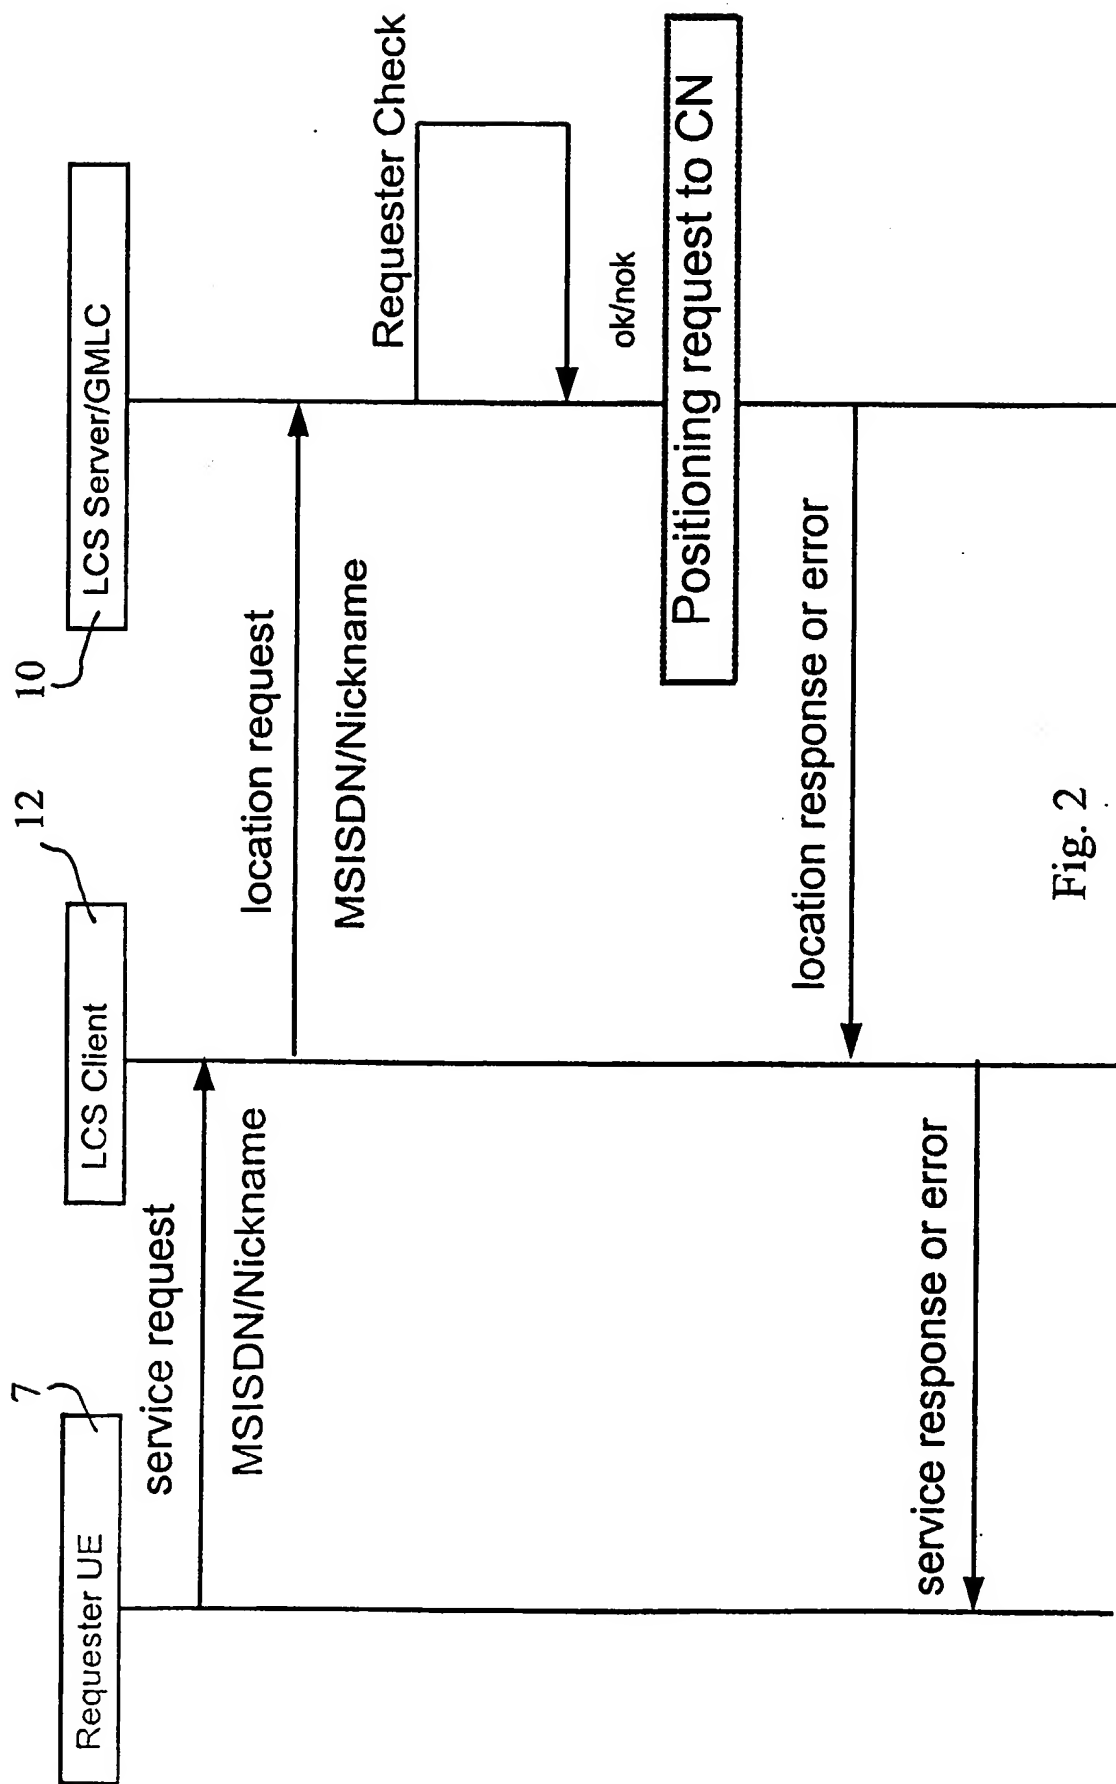 7
12
10
Requester UE
LCS Client
LCS Server/GMLC
service request
MSISDN/Nickname
location request
MSISDN/Nickname
Requester Check
ok/nok
Positioning request to CN
location response or error
service response or error
Fig. 2